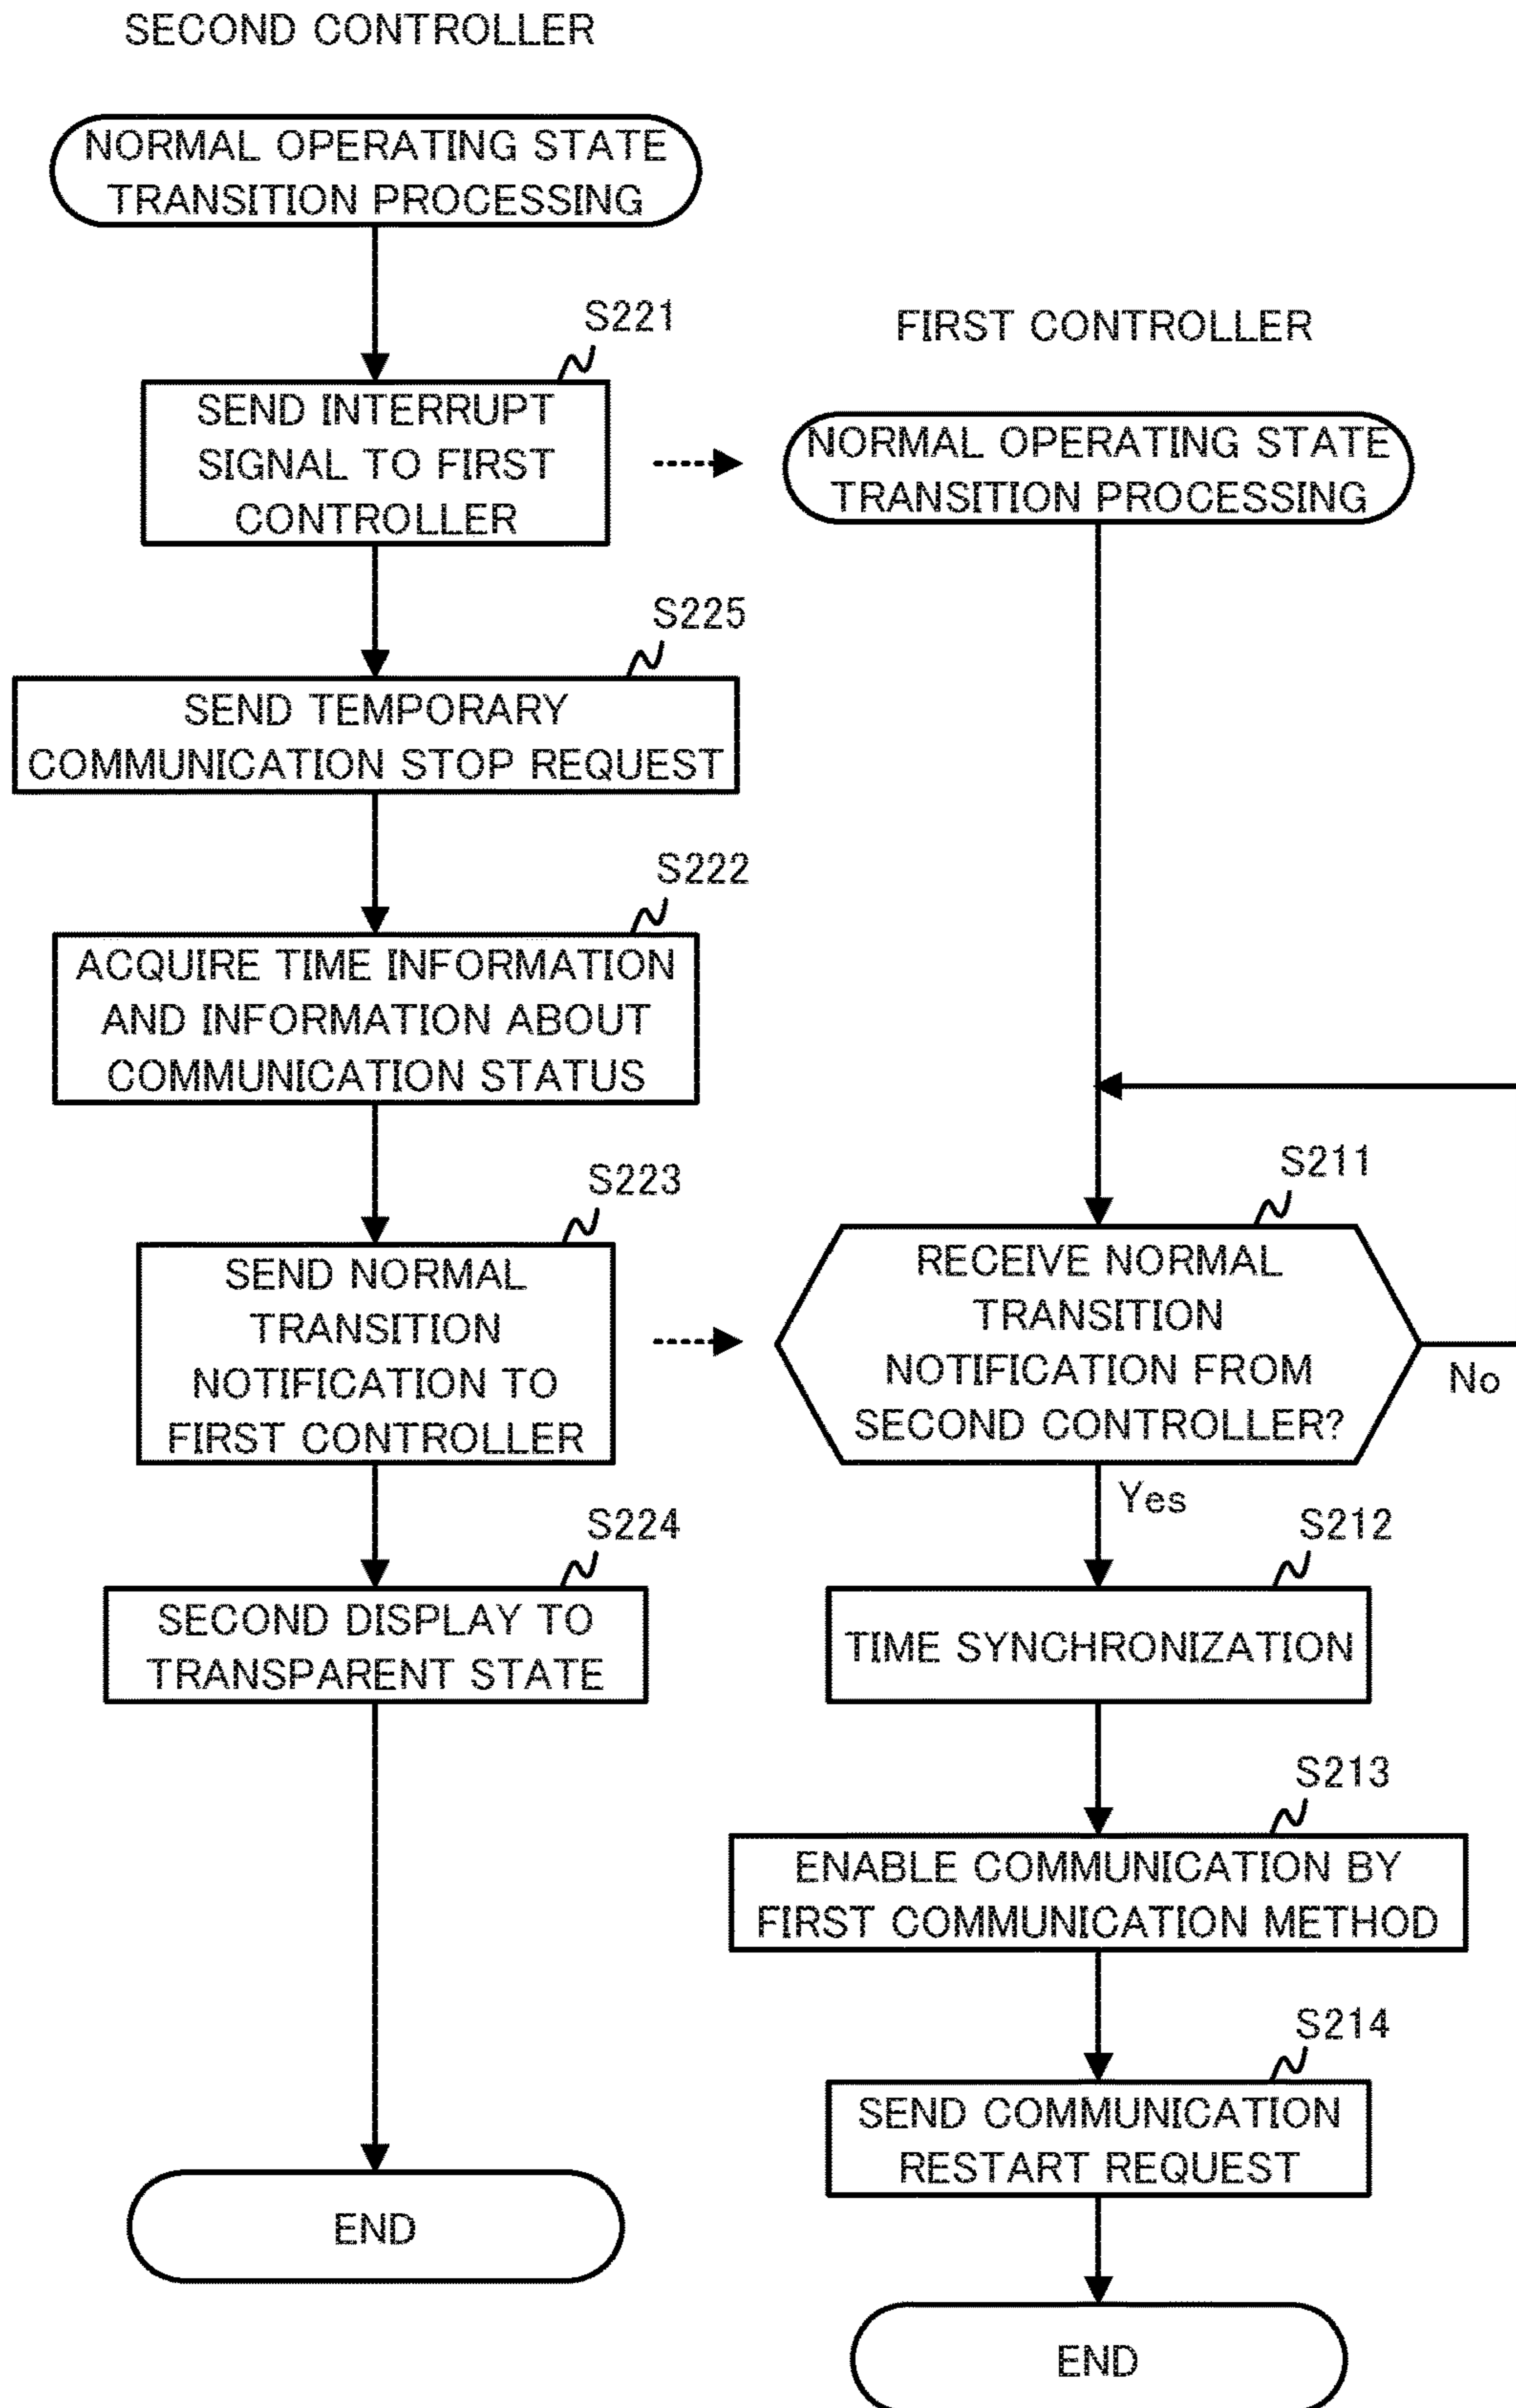 SECOND CONTROLLER
NORMAL OPERATING STATE
TRANSITION PROCESSING
S221
SEND INTERRUPT
SIGNAL TO FIRST
CONTROLLER
S225
SEND TEMPORARY
COMMUNICATION STOP REQUEST
S222
ACQUIRE TIME INFORMATION
AND INFORMATION ABOUT
COMMUNICATION STATUS
S223
SEND NORMAL
TRANSITION
NOTIFICATION TO
FIRST CONTROLLER
S224
SECOND DISPLAY TO
TRANSPARENT STATE
END
FIRST CONTROLLER
NORMAL OPERATING STATE
TRANSITION PROCESSING
S211
RECEIVE NORMAL
TRANSITION
NOTIFICATION FROM
SECOND CONTROLLER?
No
Yes
S212
TIME SYNCHRONIZATION
S213
ENABLE COMMUNICATION BY
FIRST COMMUNICATION METHOD
S214
SEND COMMUNICATION
RESTART REQUEST
END